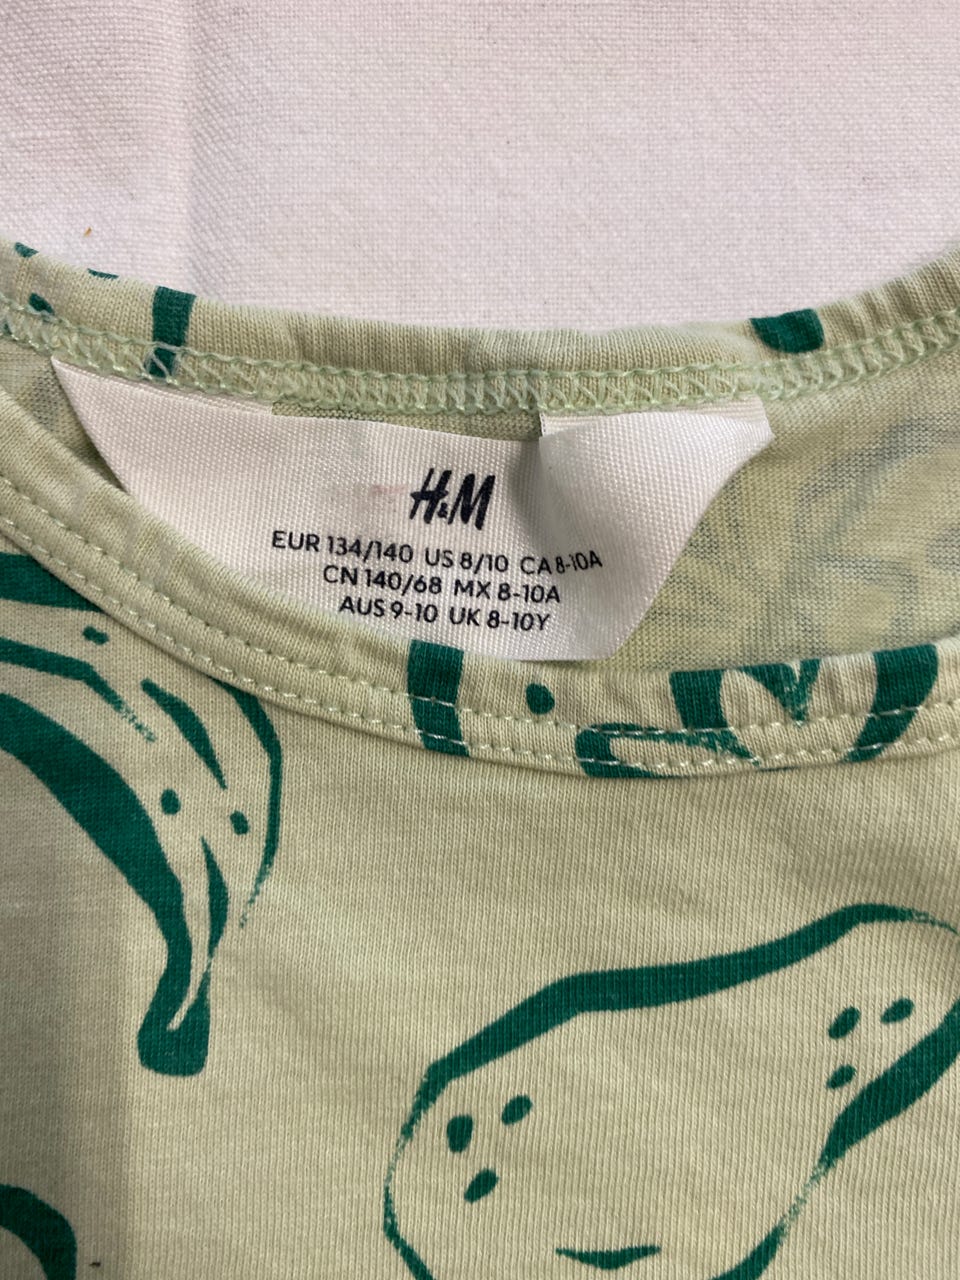 H&M
EUR 134/140 US 8/10 CA 8-10A
CN 140/68 MX 8-10A
AUS 9-10 UK 8-10Y